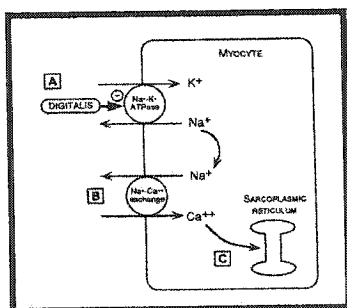 MYOCYTE
A
K+
DIGITALIS
−
Na+-K+
ATPase
Na+
Na+
B
Na+-Ca++
exchange
Ca++
SARCOPLASMIC
RETICULUM
C